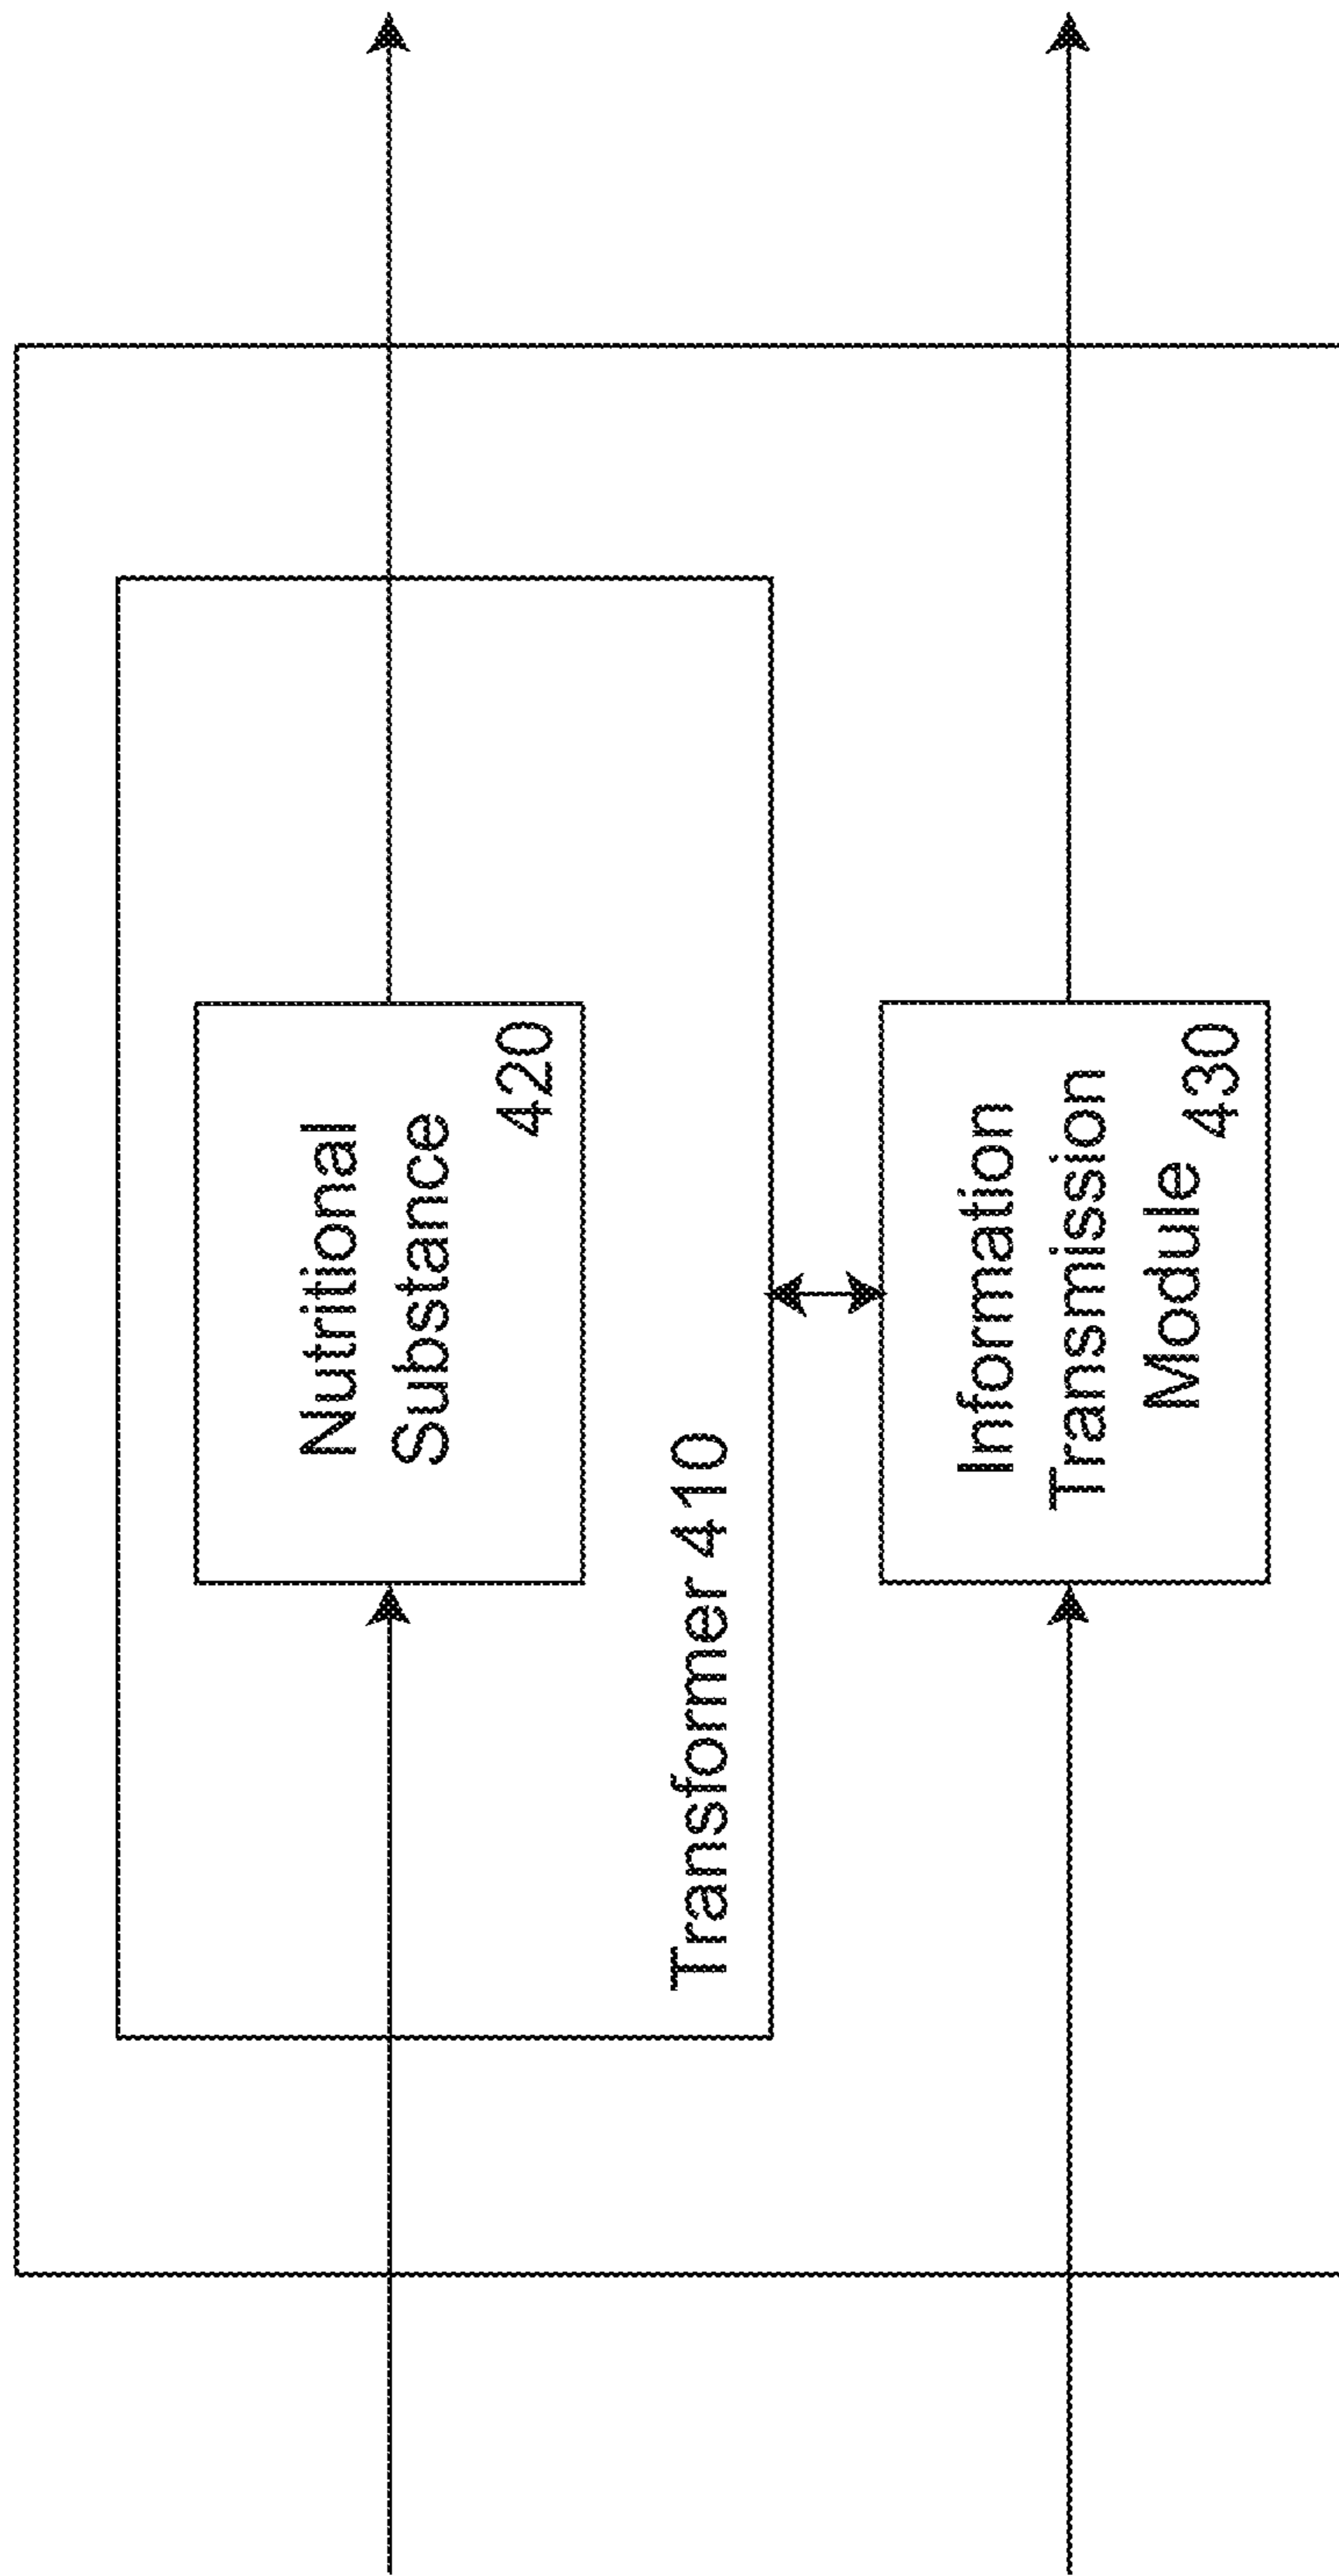 Nutritional
Substance
420
Transformer 410
Information
Transmission
Module 430